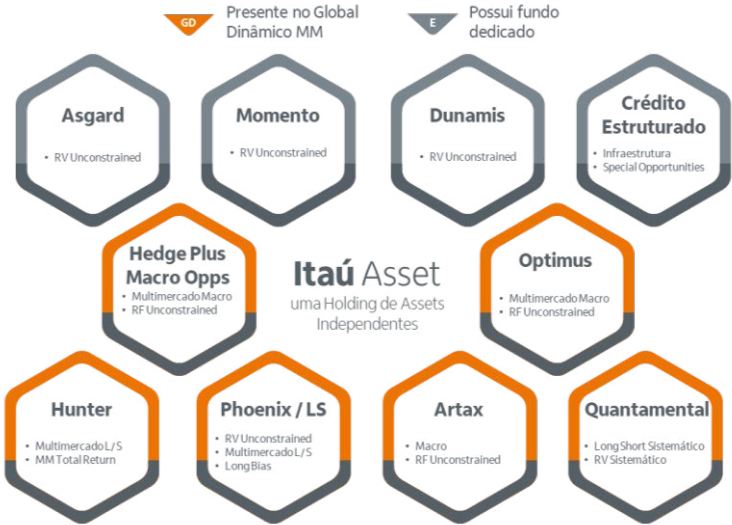 GD
Presente no Global
Dinâmico MM
E
Possui fundo
dedicado
Asgard
• RV Unconstrained
Momento
• RV Unconstrained
Dunamis
• RV Unconstrained
Crédito
Estruturado
• Infraestrutura
• Special Opportunities
Hedge Plus
Macro Opps
• Multimercado Macro
• RF Unconstrained
Itaú Asset
uma Holding de Assets
Independentes
Optimus
• Multimercado Macro
• RF Unconstrained
Hunter
• Multimercado L/S
• MM Total Return
Phoenix / LS
• RV Unconstrained
• Multimercado L/S
• Long Bias
Artax
• Macro
• RF Unconstrained
Quantamental
• Long Short Sistemático
• RV Sistemático